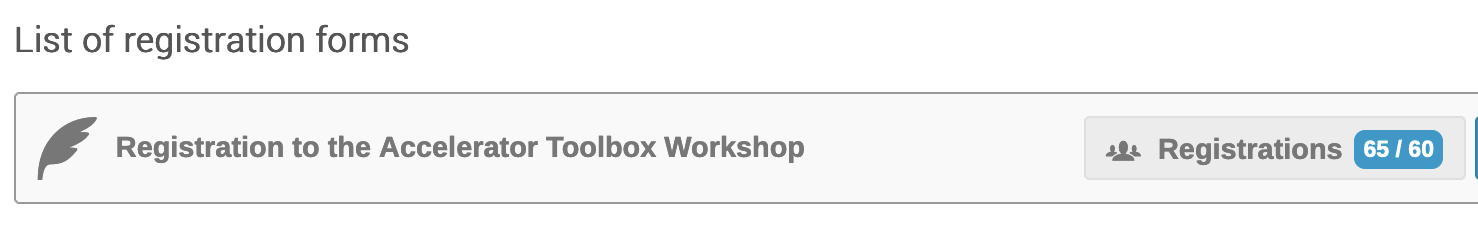 List of registration forms
Registration to the Accelerator Toolbox Workshop Registrations 65 / 60